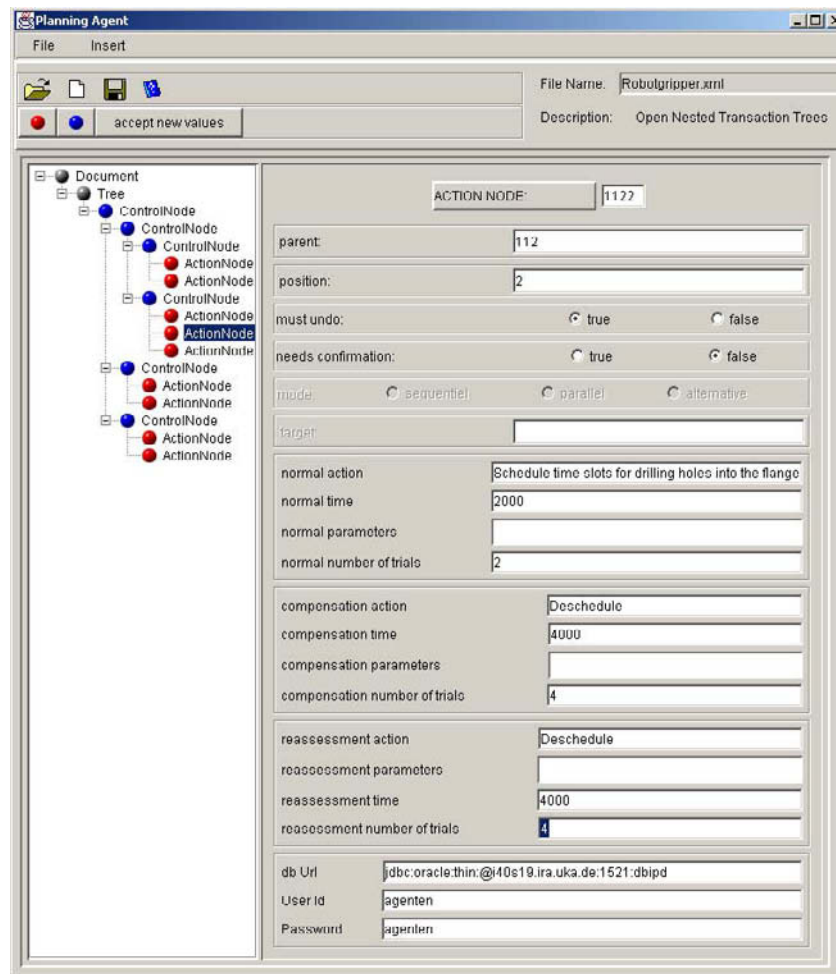 Planning Agent
File Insert
File Name: Robotgripper.xml
accept new values
Description: Open Nested Transaction Trees
Document
Tree
ControlNode
ControlNode
ControlNode
ActionNode
ActionNode
ControlNode
ActionNode
ActionNode
ActionNode
ControlNode
ActionNode
ActionNode
ControlNode
ActionNode
ActionNode
ACTION NODE: 1122
parent: 112
position: 2
must undo: true false
needs confirmation: true false
mode: sequentiel parallel alternative
target:
normal action Schedule time slots for drilling holes into the flange
normal time 2000
normal parameters
normal number of trials 2
compensation action Deschedule
compensation time 4000
compensation parameters
compensation number of trials 4
reassessment action Deschedule
reassessment parameters
reassessment time 4000
reasessment number of trials 4
db Url jdbc:oracle:thin:@i40s19.ira.uka.de:1521:dbipd
User Id agenten
Password agenten